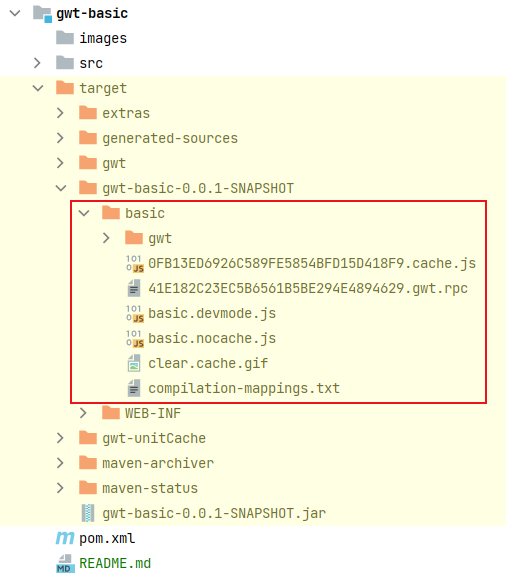 gwt-basic
images
src
target
extras
generated-sources
gwt
gwt-basic-0.0.1-SNAPSHOT
basic
gwt
0FB13ED6926C589FE5854BFD15D418F9.cache.js
41E182C23EC5B6561B5BE294E4894629.gwt.rpc
basic.devmode.js
basic.nocache.js
clear.cache.gif
compilation-mappings.txt
WEB-INF
gwt-unitCache
maven-archiver
maven-status
gwt-basic-0.0.1-SNAPSHOT.jar
pom.xml
README.md